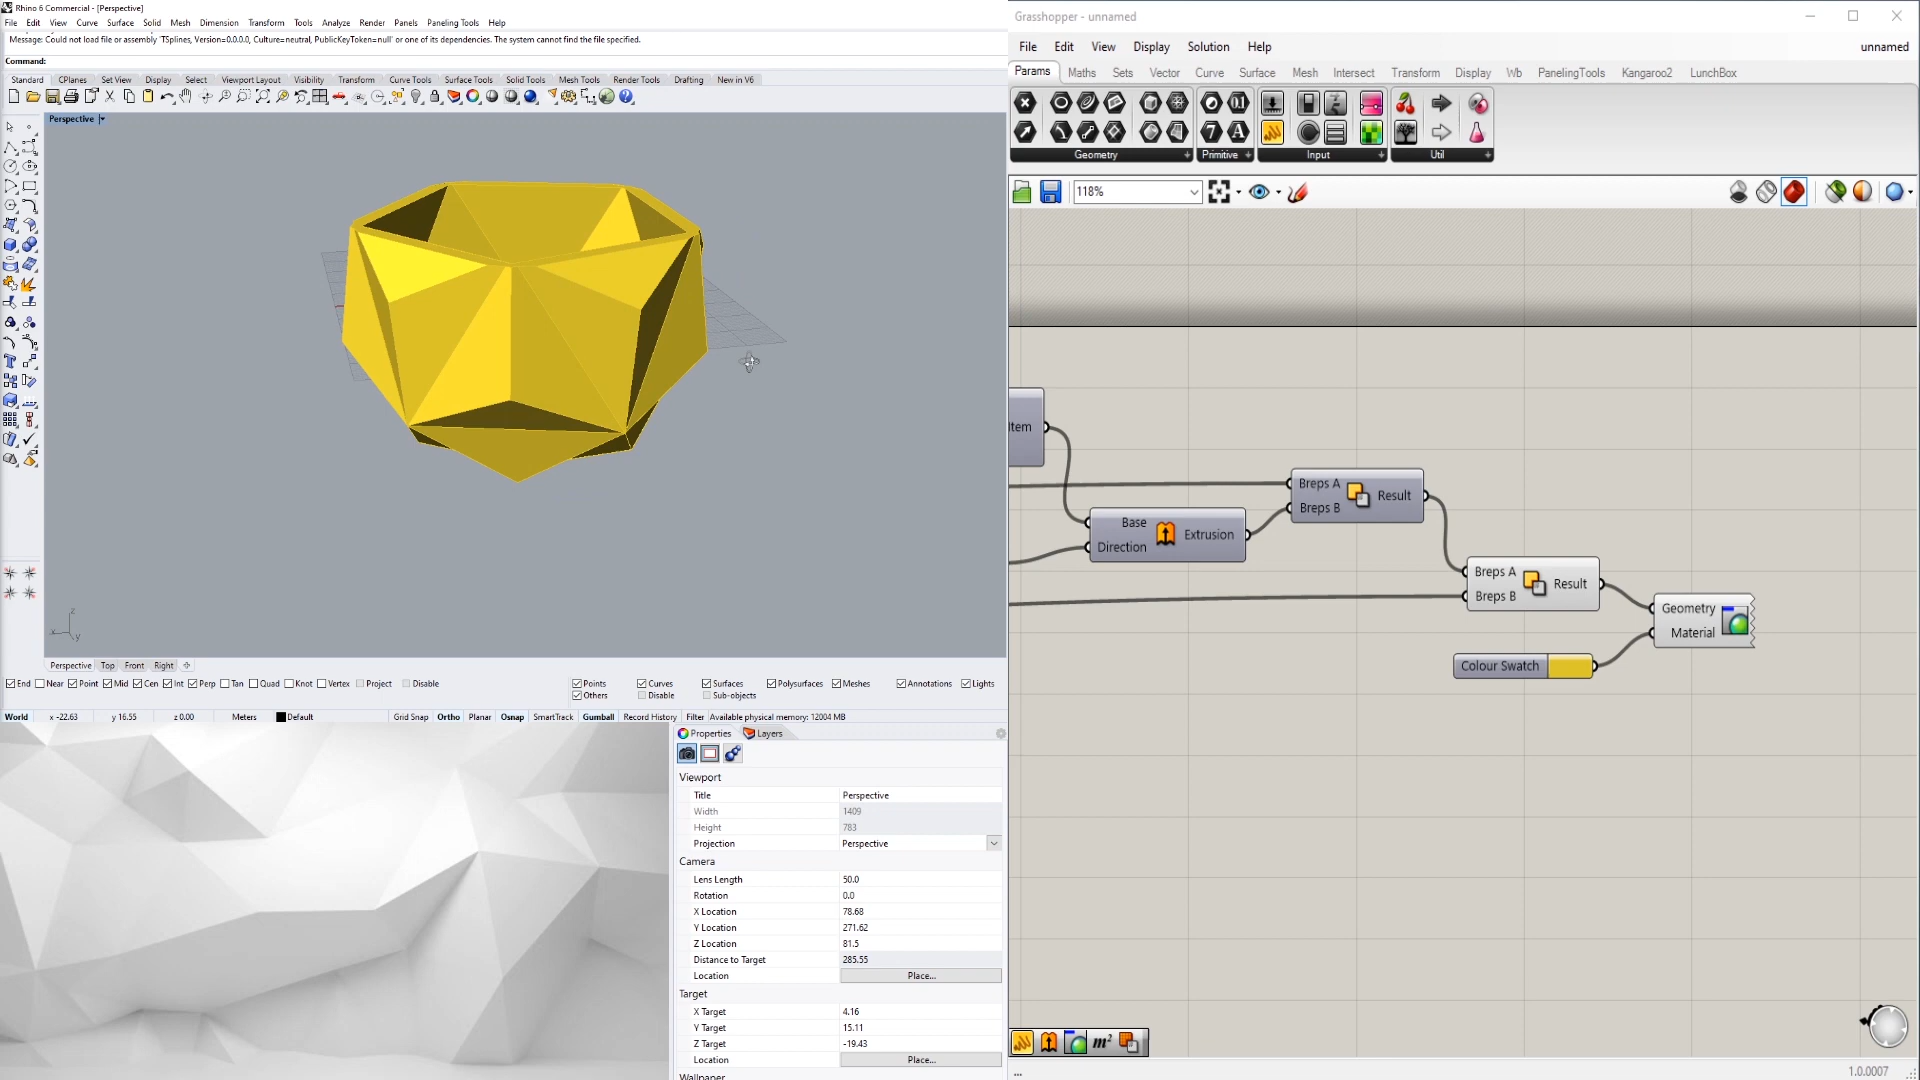 Rhino 6 Commercial - [Perspective]
File Edit View Curve Surface Solid Mesh Dimension Transform Tools Analyze Render Panels Paneling Tools Help
Message: Could not load file or assembly 'TSplines, Version=0.0.0.0, Culture=neutral, PublicKeyToken=null' or one of its dependencies. The system cannot find the file specified.
Command:
Standard CPlanes Set View Display Select Viewport Layout Visibility Transform Curve Tools Surface Tools Solid Tools Mesh Tools Render Tools Drafting New in V6
Perspective
z
x
y
Perspective Top Front Right
End Near Point Mid Cen Int Perp Tan Quad Knot Vertex Project Disable
Points Curves Surfaces Polysurfaces Meshes Annotations Lights
Others Disable Sub-objects
World x -22.63 y 16.55 z 0.00 Meters Default Grid Snap Ortho Planar Osnap SmartTrack Gumball Record History Filter Available physical memory: 12004 MB
Properties Layers
Viewport
Title Perspective
Width 1409
Height 783
Projection Perspective
Camera
Lens Length 50.0
Rotation 0.0
X Location 78.68
Y Location 271.62
Z Location 81.5
Distance to Target 285.55
Location Place...
Target
X Target 4.16
Y Target 15.11
Z Target -19.43
Location Place...
Wallpaper
Grasshopper - unnamed
File Edit View Display Solution Help unnamed
Params Maths Sets Vector Curve Surface Mesh Intersect Transform Display Wb PanelingTools Kangaroo2 LunchBox
Geometry Primitive Input Util
118%
Item
Breps A
Breps B
Result
Base
Direction
Extrusion
Breps A
Breps B
Result
Geometry
Material
Colour Swatch
m²
...
1.0.0007